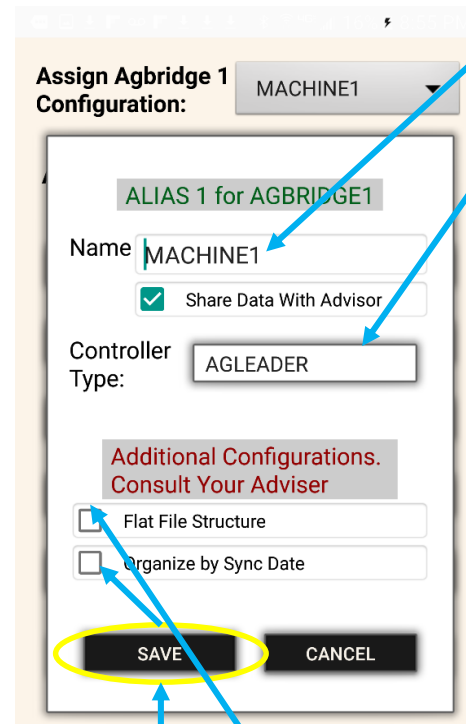 Assign Agbridge 1
Configuration:
MACHINE1
ALIAS 1 for AGBRIDGE1
Name
MACHINE1
Share Data With Advisor
Controller
Type:
AGLEADER
Additional Configurations.
Consult Your Adviser
Flat File Structure
Organize by Sync Date
SAVE
CANCEL